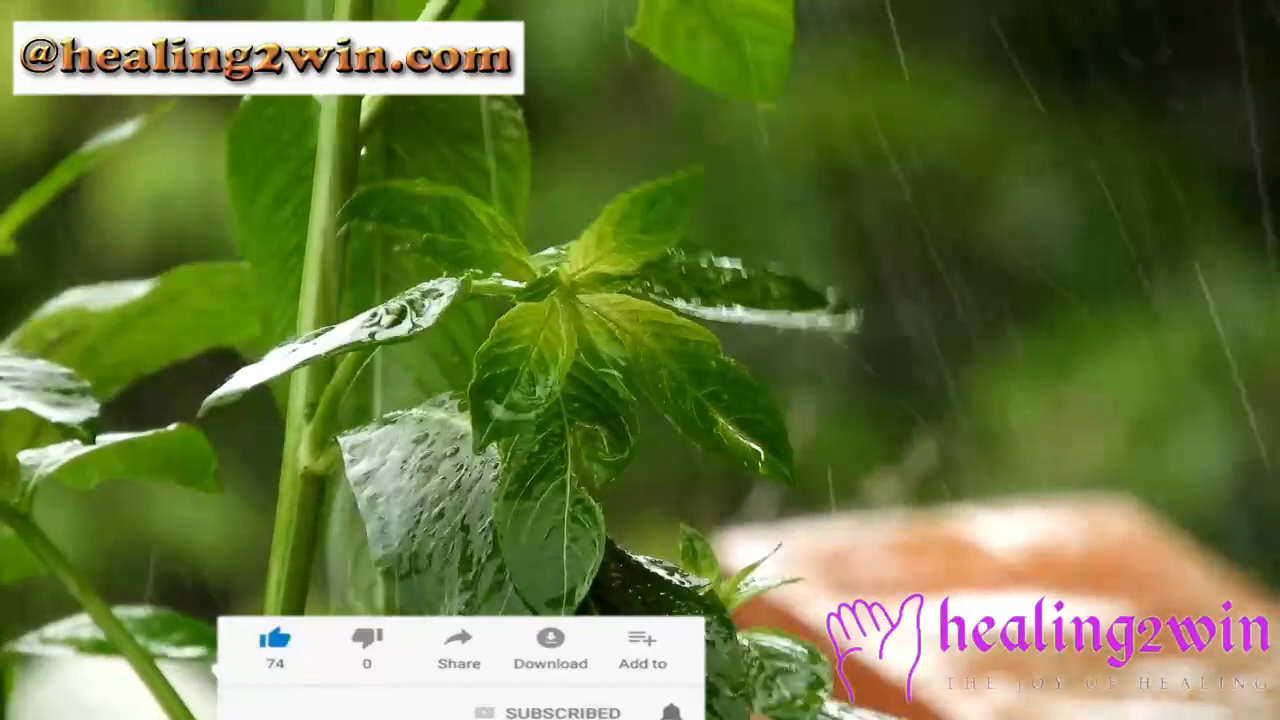 @healing2win.com
74
0
Share
Download
Add to
SUBSCRIBED
healing2win
THE JOY OF HEALING